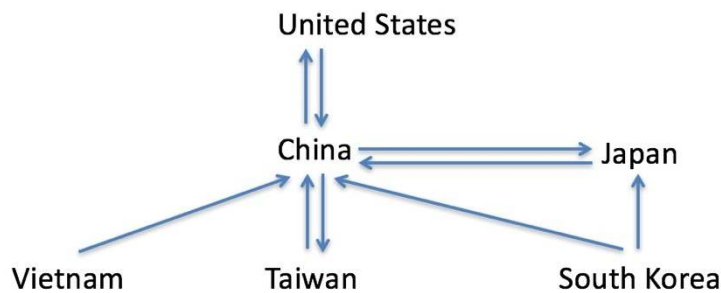 United States
China
Japan
Vietnam
Taiwan
South Korea